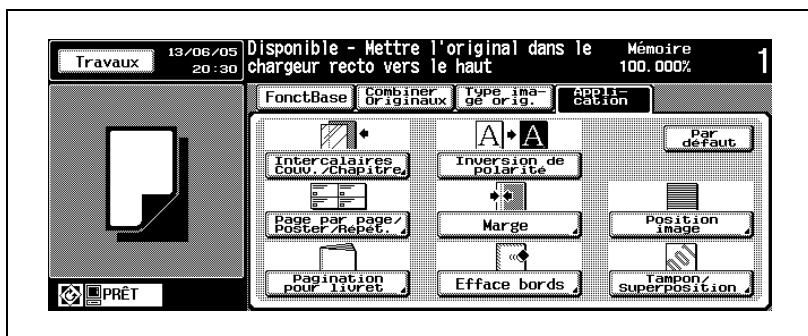 Travaux
13/06/05
20:30
Disponible - Mettre l'original dans le
chargeur recto vers le haut
Mémoire
100.000%
1
FonctBase
Combiner
Originaux
Type ima-
ge orig.
Appli-
cation
Par
défaut
Intercalaires
Couv./Chapitre
Inversion de
polarité
Page par page/
Poster/Répét.
Marge
Position
image
Pagination
pour livret
Efface bords
Tampon/
Superposition
PRÊT